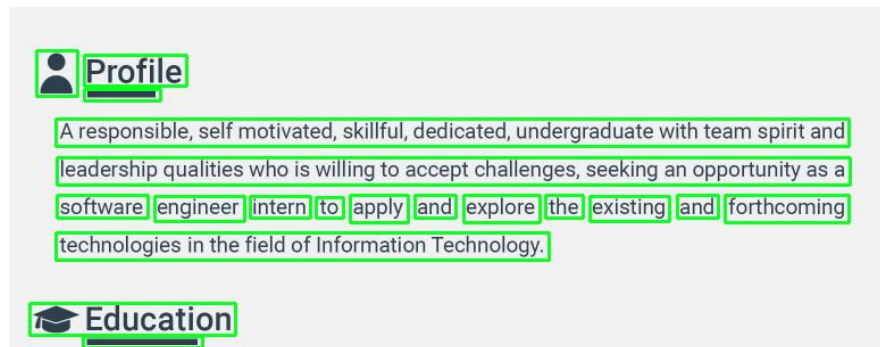 Profile
A responsible, self motivated, skillful, dedicated, undergraduate with team spirit and
leadership qualities who is willing to accept challenges, seeking an opportunity as a
software engineer intern to apply and explore the existing and forthcoming
technologies in the field of Information Technology.
Education